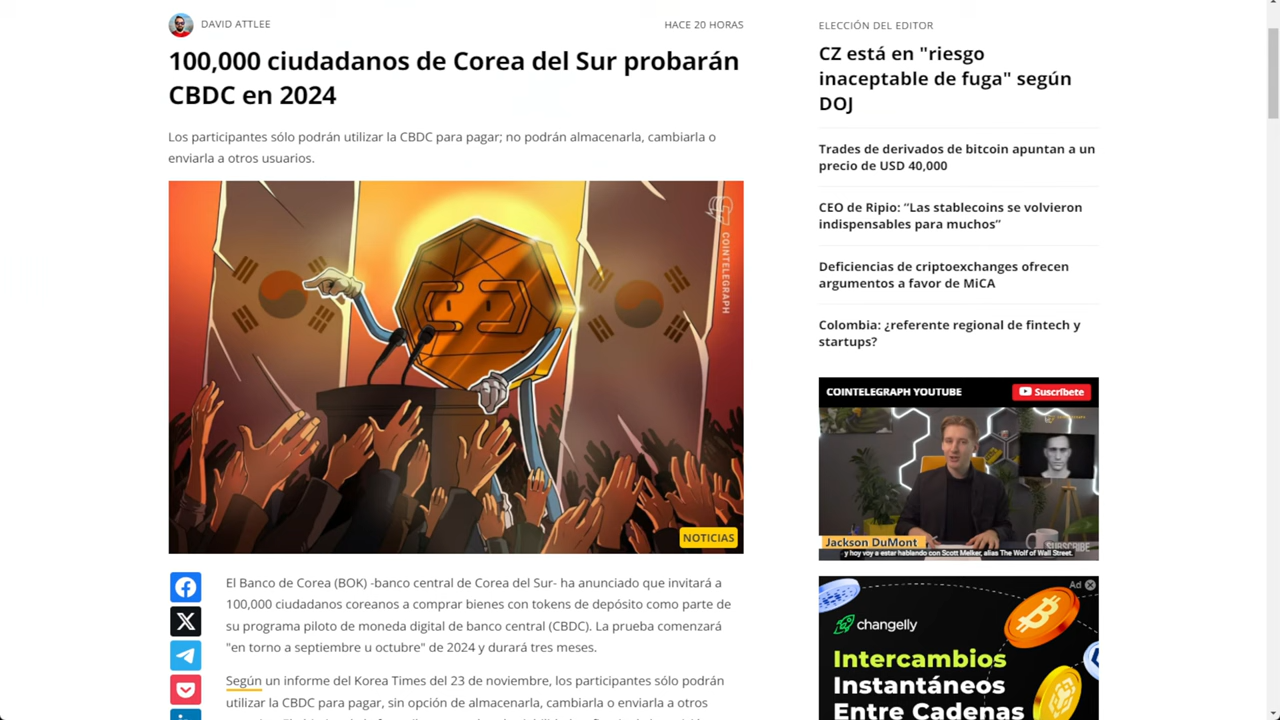 DAVID ATTLEE
HACE 20 HORAS
100,000 ciudadanos de Corea del Sur probarán
CBDC en 2024
Los participantes sólo podrán utilizar la CBDC para pagar; no podrán almacenarla, cambiarla o
enviarla a otros usuarios.
COINTELEGRAPH
NOTICIAS
El Banco de Corea (BOK) -banco central de Corea del Sur- ha anunciado que invitará a
100,000 ciudadanos coreanos a comprar bienes con tokens de depósito como parte de
su programa piloto de moneda digital de banco central (CBDC). La prueba comenzará
"en torno a septiembre u octubre" de 2024 y durará tres meses.
Según un informe del Korea Times del 23 de noviembre, los participantes sólo podrán
utilizar la CBDC para pagar, sin opción de almacenarla, cambiarla o enviarla a otros
ELECCIÓN DEL EDITOR
CZ está en "riesgo
inaceptable de fuga" según
DOJ
Trades de derivados de bitcoin apuntan a un
precio de USD 40,000
CEO de Ripio: “Las stablecoins se volvieron
indispensables para muchos”
Deficiencias de criptoexchanges ofrecen
argumentos a favor de MiCA
Colombia: ¿referente regional de fintech y
startups?
COINTELEGRAPH YOUTUBE
Suscríbete
Jackson DuMont
SUBSCRIBE
y hoy voy a estar hablando con Scott Melker, alias The Wolf of Wall Street.
Ad
changelly
Intercambios
Instantáneos
Entre Cadenas